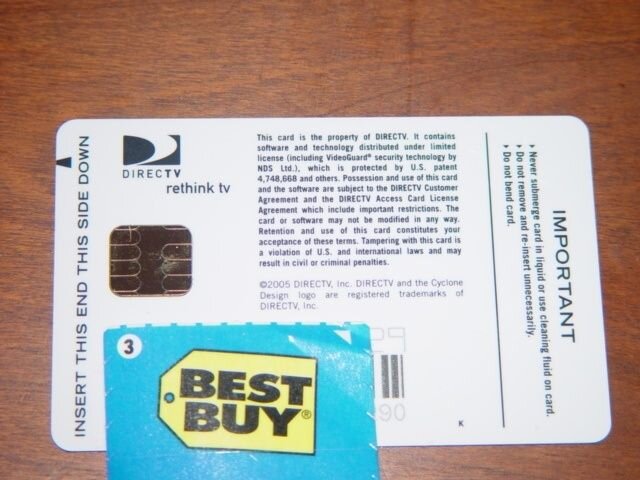 INSERT THIS END THIS SIDE DOWN
DIRECTV
rethink tv
This card is the property of DIRECTV. It contains
software and technology distributed under limited
license (including VideoGuard® security technology by
NDS Ltd.), which is protected by U.S. patent
4,748,668 and others. Possession and use of this card
and the software are subject to the DIRECTV Customer
Agreement and the DIRECTV Access Card License
Agreement which include important restrictions. The
card or software may not be modified in any way.
Retention and use of this card constitutes your
acceptance of these terms. Tampering with this card is
a violation of U.S. and international laws and may
result in civil or criminal penalties.
©2005 DIRECTV, Inc. DIRECTV and the Cyclone
Design logo are registered trademarks of
DIRECTV, Inc.
IMPORTANT
Never submerge card in liquid or use cleaning fluid on card.
Do not remove and re-insert unnecessarily.
Do not bend card.
90
K
3
BEST
BUY®